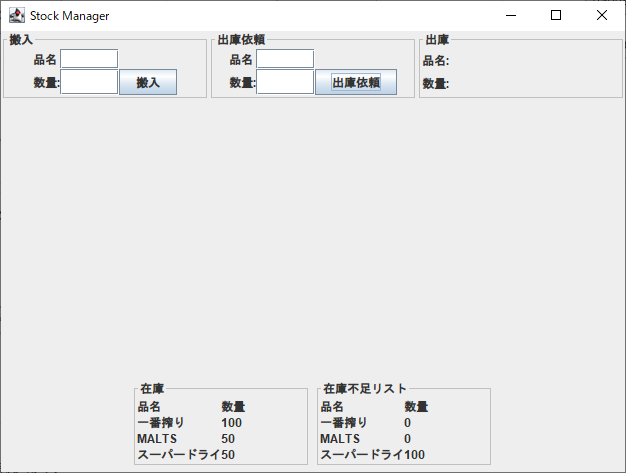 Stock Manager
搬入
品名
数量:
搬入
出庫依頼
品名
数量:
出庫依頼
出庫
品名:
数量:
在庫
品名 数量
一番搾り 100
MALTS 50
スーパードライ 50
在庫不足リスト
品名 数量
一番搾り 0
MALTS 0
スーパードライ 100